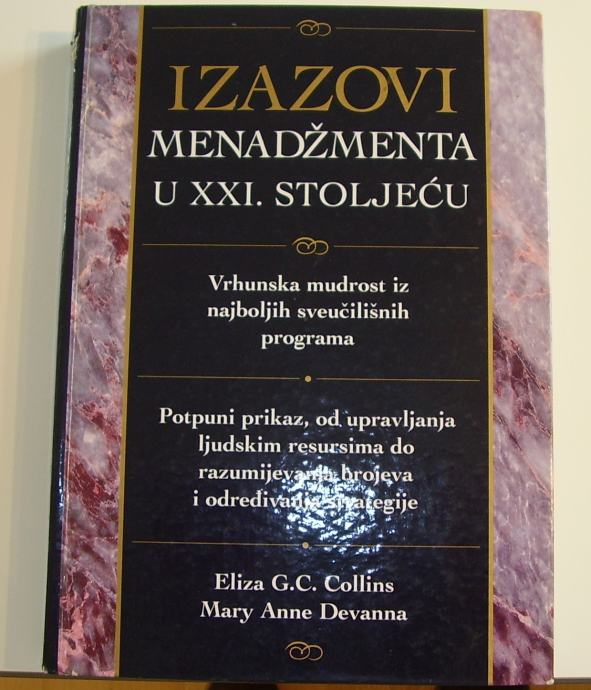 IZAZOVI
MENADŽMENTA
U XXI. STOLJEĆU
Vrhunska mudrost iz
najboljih sveučilišnih
programa
Potpuni prikaz, od upravljanja
ljudskim resursima do
razumijevanja brojeva
i određivanja strategije
Eliza G.C. Collins
Mary Anne Devanna